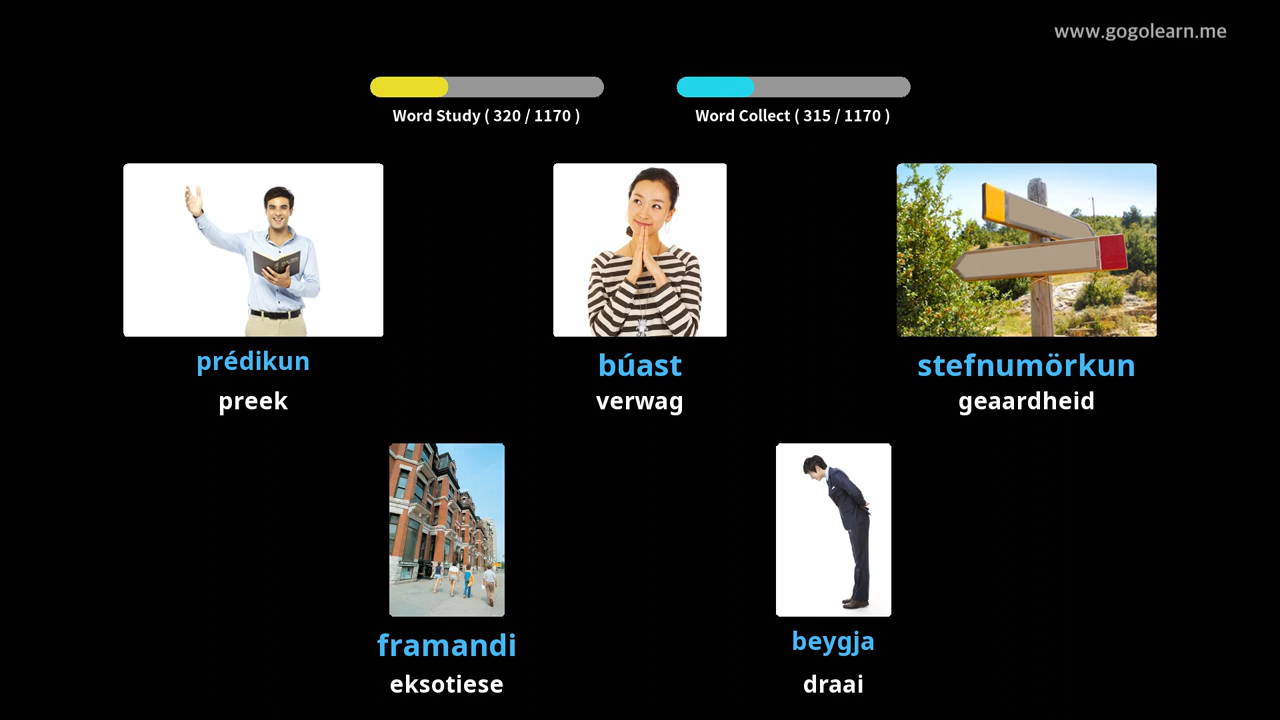 www.gogolearn.me
Word Study ( 320 / 1170 )
Word Collect ( 315 / 1170 )
prédikun
búast
stefnumörkun
preek
verwag
geaardheid
framandi
beygja
eksotiese
draai